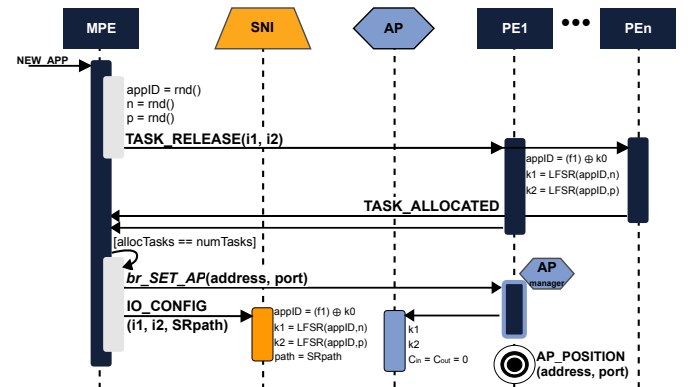 MPE
SNI
AP
PE1
PEn
NEW_APP
appID = rnd()
n = rnd()
p = rnd()
TASK_RELEASE(i1, i2)
appID = (f1) ⊕ k0
k1 = LFSR(appID,n)
k2 = LFSR(appID,p)
TASK_ALLOCATED
[allocTasks == numTasks]
br_SET_AP(address, port)
AP
manager
IO_CONFIG
(i1, i2, SRpath)
appID = (f1) ⊕ k0
k1 = LFSR(appID,n)
k2 = LFSR(appID,p)
path = SRpath
k1
k2
Cin = Cout = 0
AP_POSITION
(address, port)